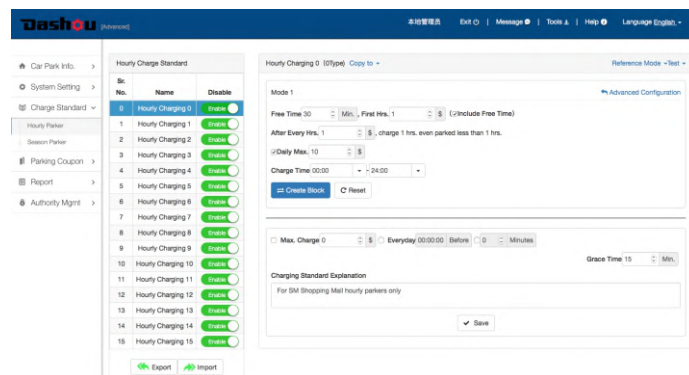 Dashou [Advanced] 本地管理员 Exit | Message | Tools | Help Language English
Car Park Info.
System Setting
Charge Standard
Hourly Parker
Season Parker
Parking Coupon
Report
Authority Mgmt
Hourly Charge Standard
Sr. No. Name Disable
0 Hourly Charging 0 Enable
1 Hourly Charging 1 Enable
2 Hourly Charging 2 Enable
3 Hourly Charging 3 Enable
4 Hourly Charging 4 Enable
5 Hourly Charging 5 Enable
6 Hourly Charging 6 Enable
7 Hourly Charging 7 Enable
8 Hourly Charging 8 Enable
9 Hourly Charging 9 Enable
10 Hourly Charging 10 Enable
11 Hourly Charging 11 Enable
12 Hourly Charging 12 Enable
13 Hourly Charging 13 Enable
14 Hourly Charging 14 Enable
15 Hourly Charging 15 Enable
Export Import
Hourly Charging 0 (0Type) Copy to Reference Mode Test
Mode 1 Advanced Configuration
Free Time 30 Min. , First Hrs. 1 $ (Include Free Time)
After Every Hrs. 1 $ , charge 1 hrs. even parked less than 1 hrs.
Daily Max. 10 $
Charge Time 00:00 - 24:00
Create Block Reset
Max. Charge 0 $ Everyday 00:00:00 Before 0 Minutes
Grace Time 15 Min.
Charging Standard Explanation
For SM Shopping Mall hourly parkers only
Save